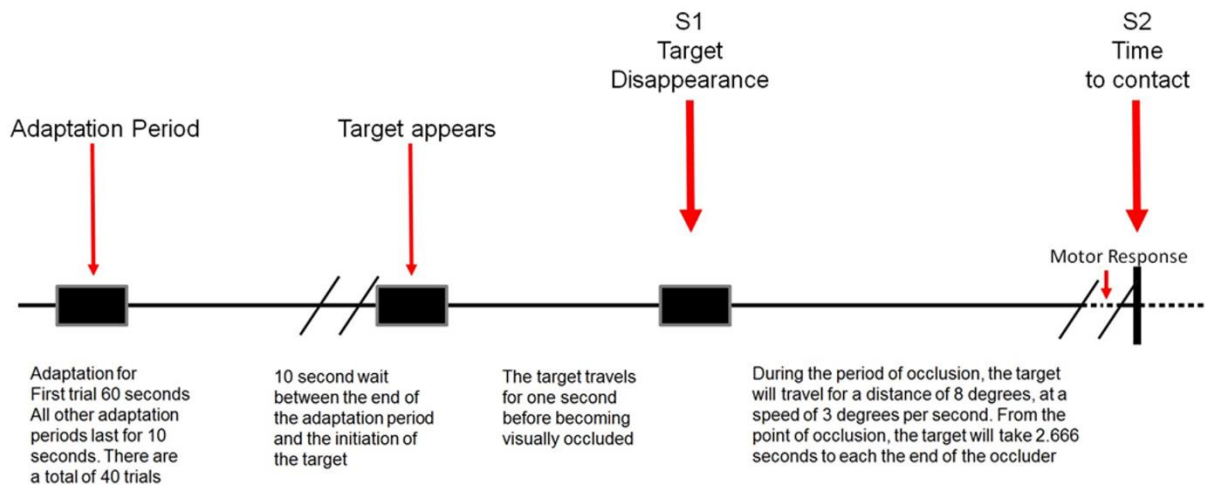 S1
Target
Disappearance
S2
Time
to contact
Adaptation Period
Target appears
Motor Response
Adaptation for
First trial 60 seconds
All other adaptation
periods last for 10
seconds. There are
a total of 40 trials
10 second wait
between the end of
the adaptation period
and the initiation of
the target
The target travels
for one second
before becoming
visually occluded
During the period of occlusion, the target
will travel for a distance of 8 degrees, at a
speed of 3 degrees per second. From the
point of occlusion, the target will take 2.666
seconds to each the end of the occluder